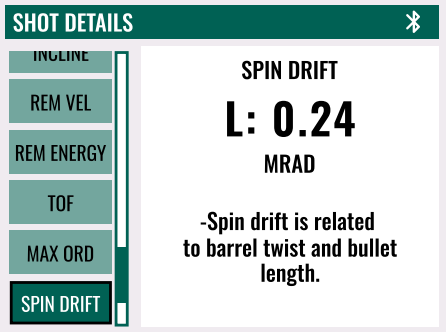 SHOT DETAILS
INCLINE
REM VEL
REM ENERGY
TOF
MAX ORD
SPIN DRIFT
SPIN DRIFT
L: 0.24
MRAD
-Spin drift is related
to barrel twist and bullet
length.